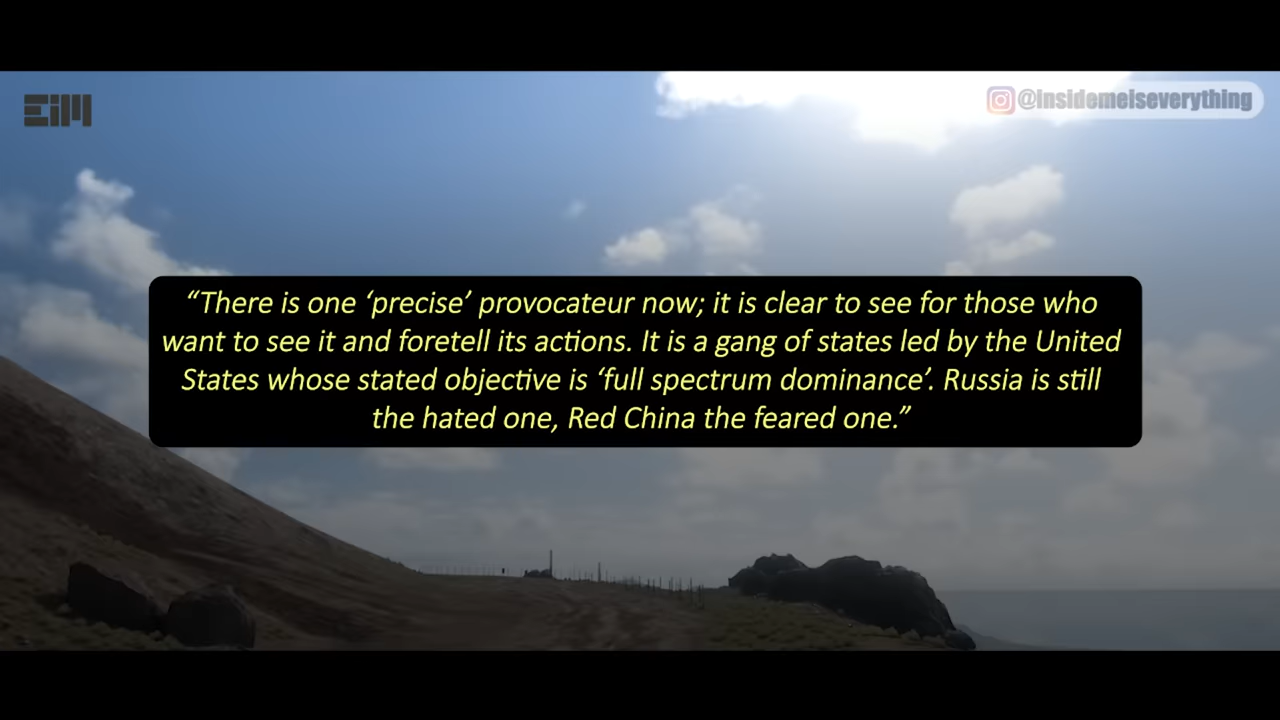 EiM
@insidemeiseverything
“There is one ‘precise’ provocateur now; it is clear to see for those who
want to see it and foretell its actions. It is a gang of states led by the United
States whose stated objective is ‘full spectrum dominance’. Russia is still
the hated one, Red China the feared one.”